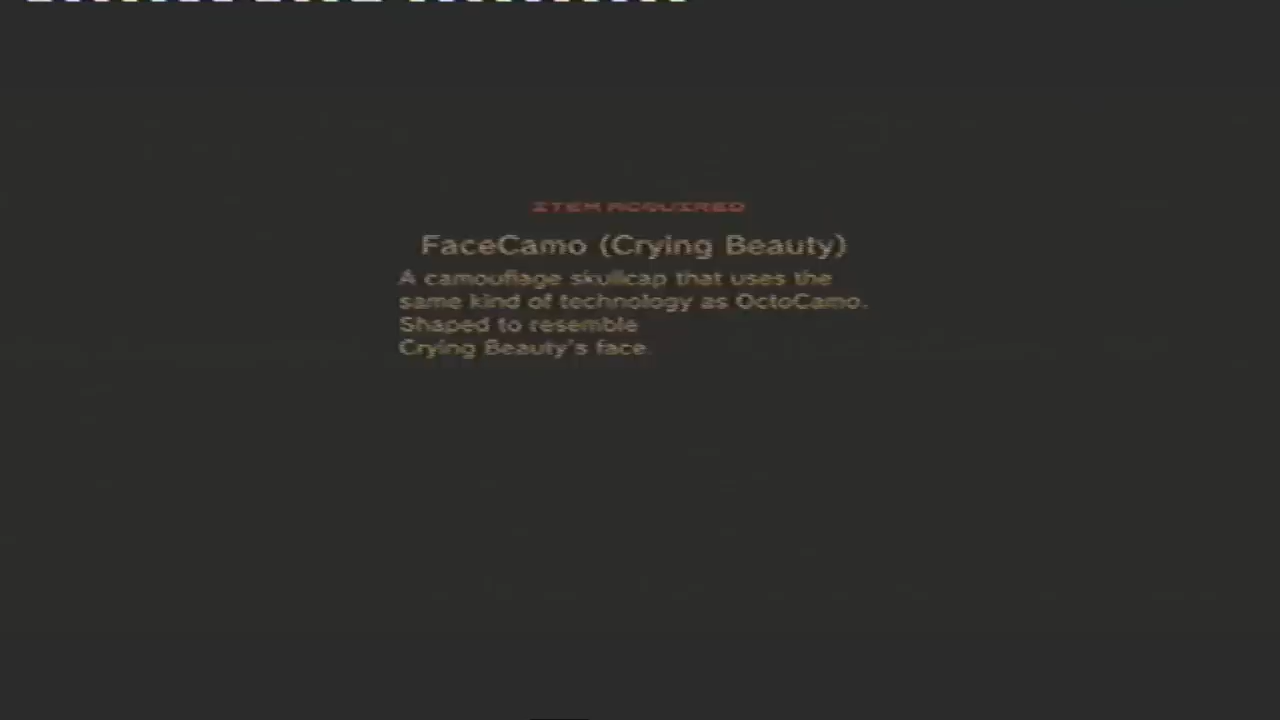 ITEM ACQUIRED
FaceCamo (Crying Beauty)
A camouflage skullcap that uses the
same kind of technology as OctoCamo.
Shaped to resemble
Crying Beauty's face.